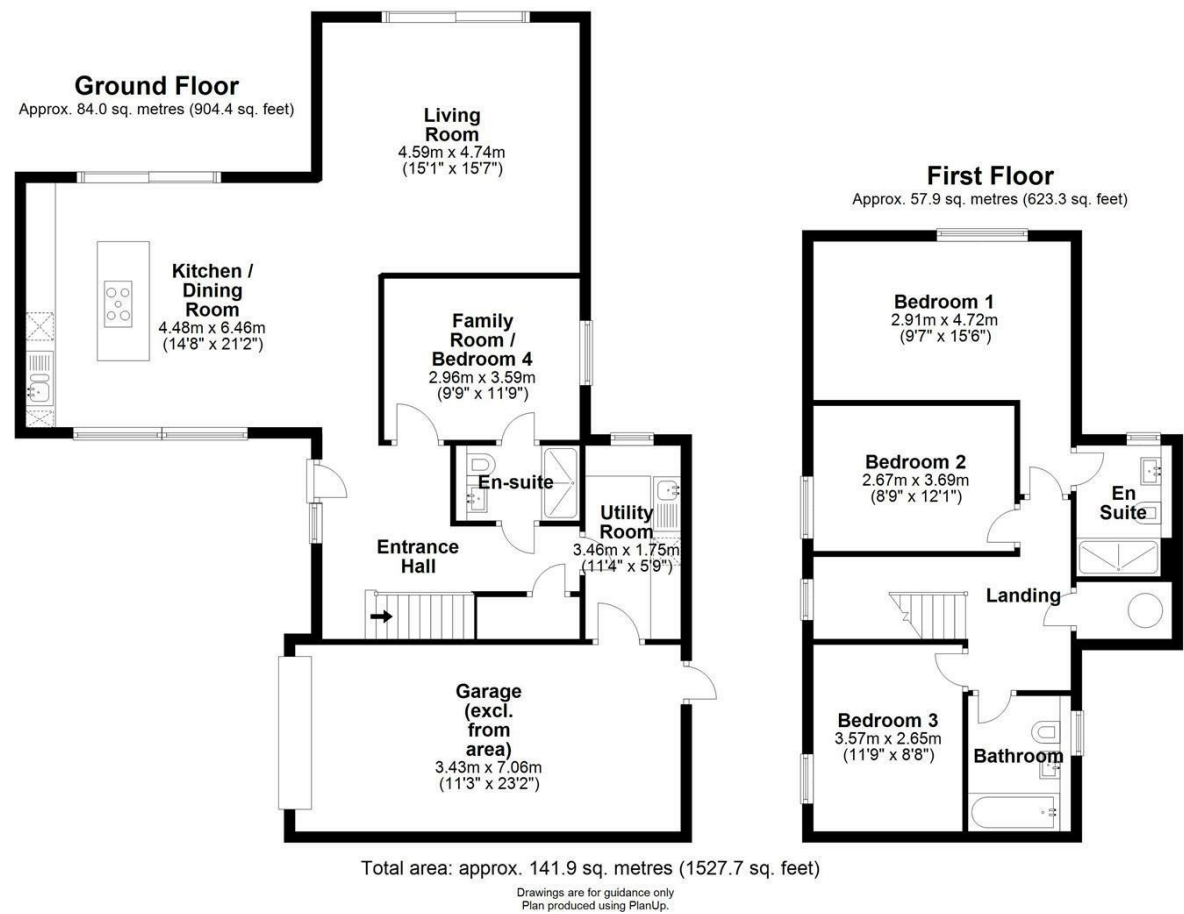 Ground Floor
Approx. 84.0 sq. metres (904.4 sq. feet)
Living
Room
4.59m x 4.74m
(15'1" x 15'7")
Kitchen /
Dining
Room
4.48m x 6.46m
(14'8" x 21'2")
Family
Room /
Bedroom 4
2.96m x 3.59m
(9'9" x 11'9")
En-suite
Utility
Room
3.46m x 1.75m
(11'4" x 5'9")
Entrance
Hall
Garage
(excl.
from
area)
3.43m x 7.06m
(11'3" x 23'2")
First Floor
Approx. 57.9 sq. metres (623.3 sq. feet)
Bedroom 1
2.91m x 4.72m
(9'7" x 15'6")
Bedroom 2
2.67m x 3.69m
(8'9" x 12'1")
En
Suite
Landing
Bedroom 3
3.57m x 2.65m
(11'9" x 8'8")
Bathroom
Total area: approx. 141.9 sq. metres (1527.7 sq. feet)
Drawings are for guidance only
Plan produced using PlanUp.